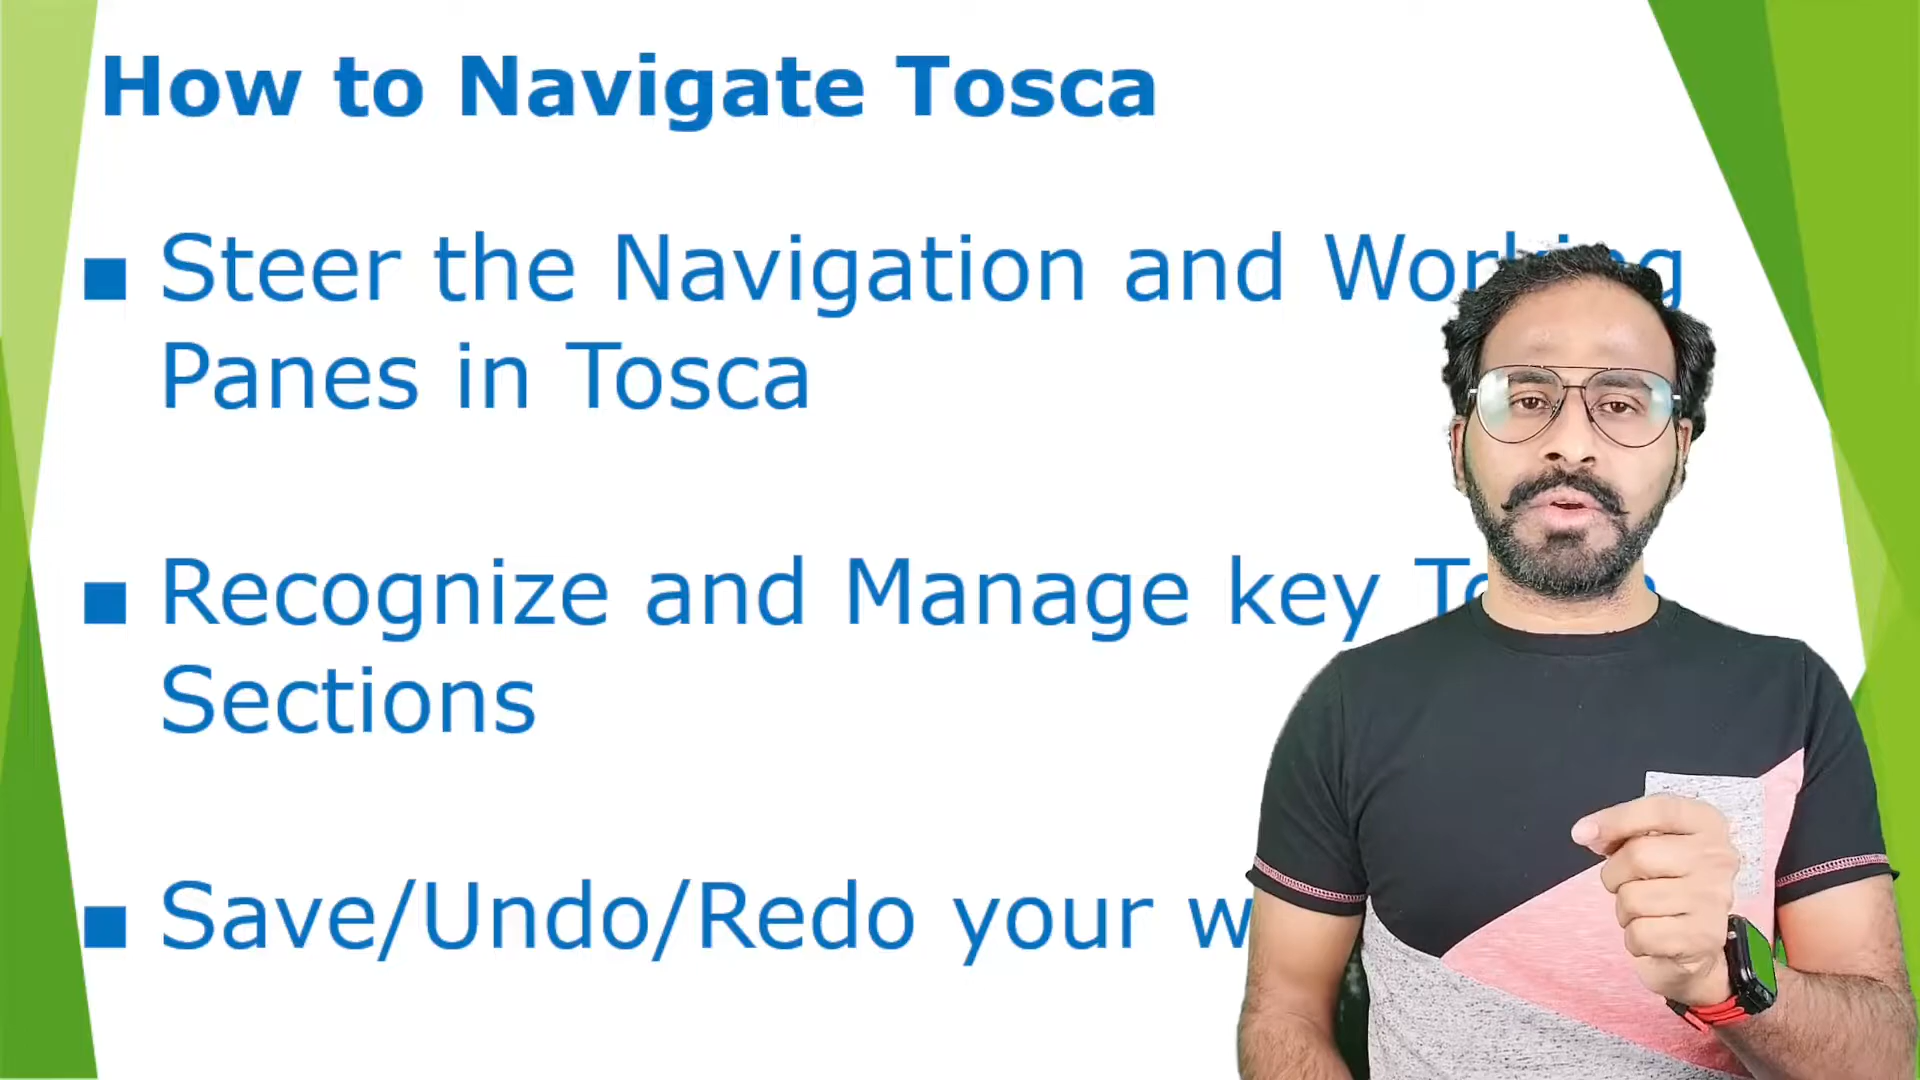 How to Navigate Tosca
Steer the Navigation and Working
Panes in Tosca
Recognize and Manage key
Sections
Save/Undo/Redo your